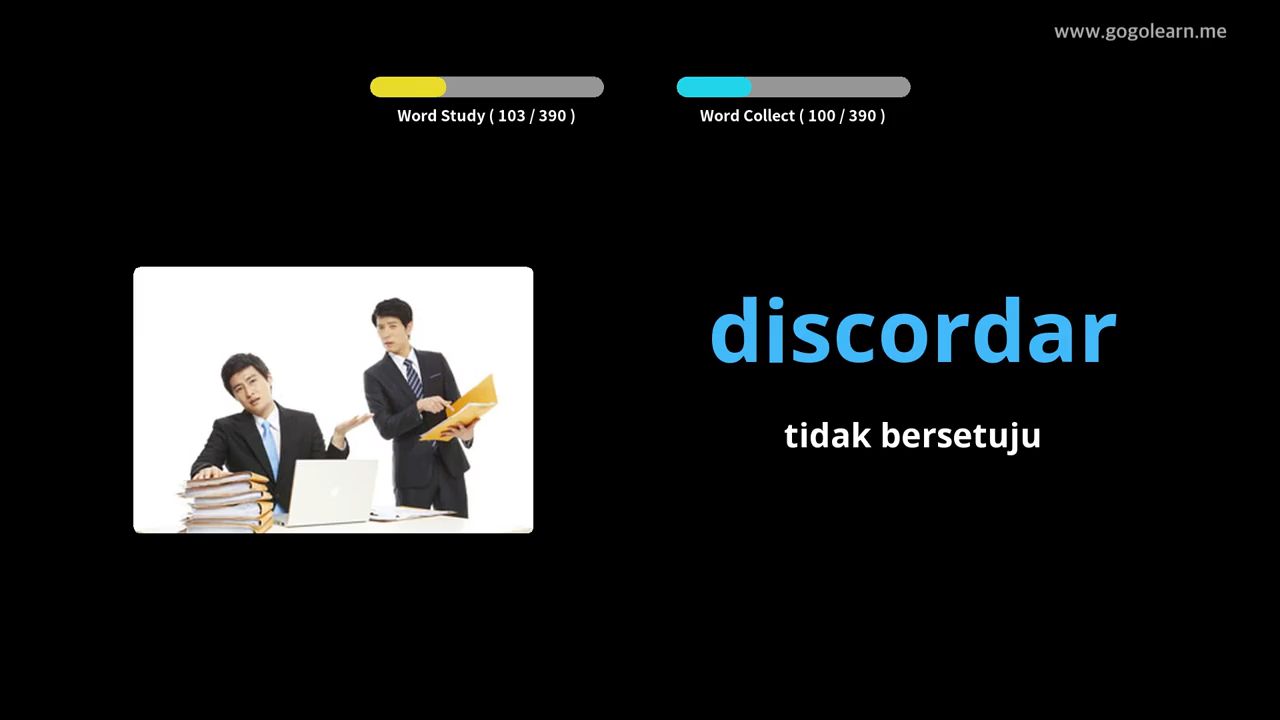 www.gogolearn.me
Word Study ( 103 / 390 )
Word Collect ( 100 / 390 )
discordar
tidak bersetuju